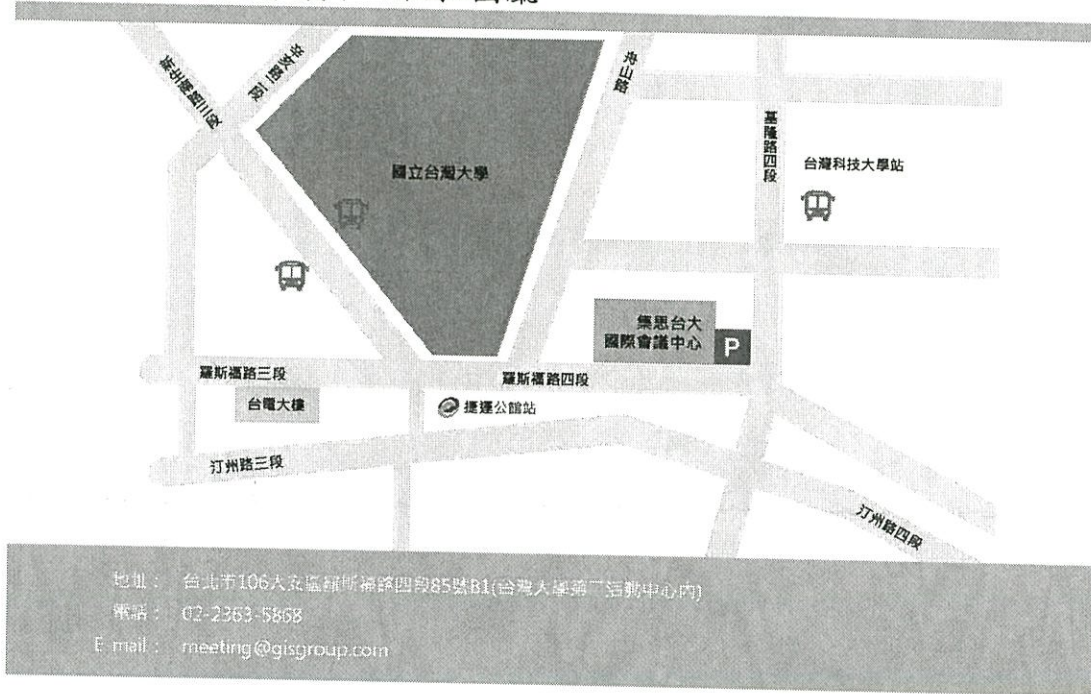 新生南路三段
辛亥路二段
舟山路
基隆路四段
國立台灣大學
台灣科技大學站
集思台大
國際會議中心
P
羅斯福路三段
羅斯福路四段
台電大樓
捷運公館站
汀州路三段
汀州路四段
地址： 台北市106大安區羅斯福路四段85號B1(台灣大學第二活動中心內)
電話： 02-2363-5868
E-mail： meeting@gisgroup.com